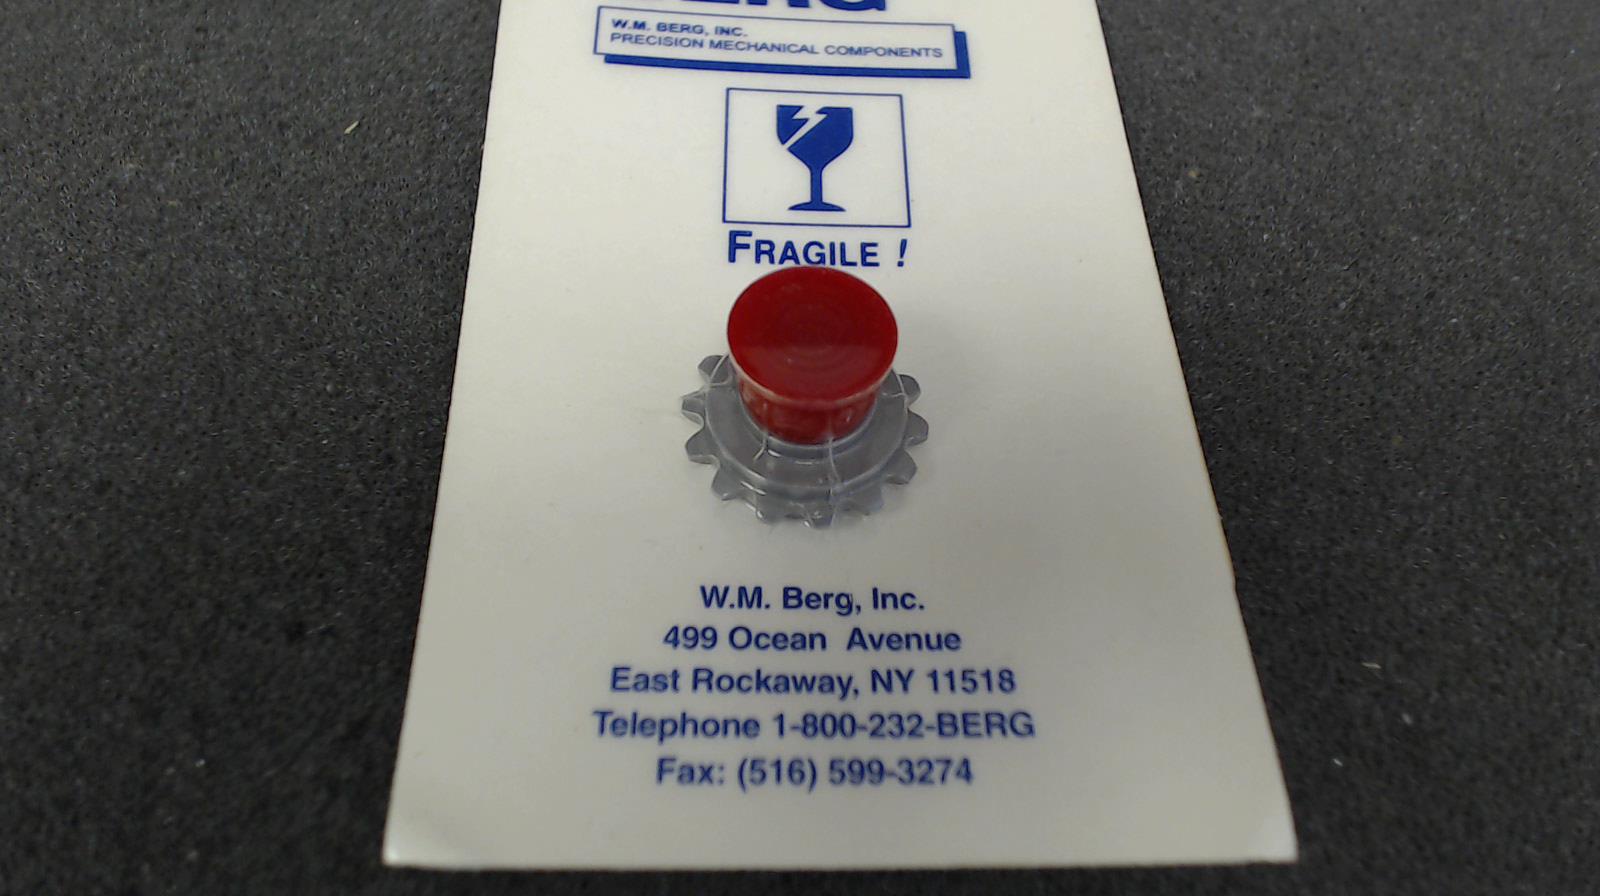 BERG
W.M. BERG, INC.
PRECISION MECHANICAL COMPONENTS
FRAGILE !
W.M. Berg, Inc.
499 Ocean Avenue
East Rockaway, NY 11518
Telephone 1-800-232-BERG
Fax: (516) 599-3274